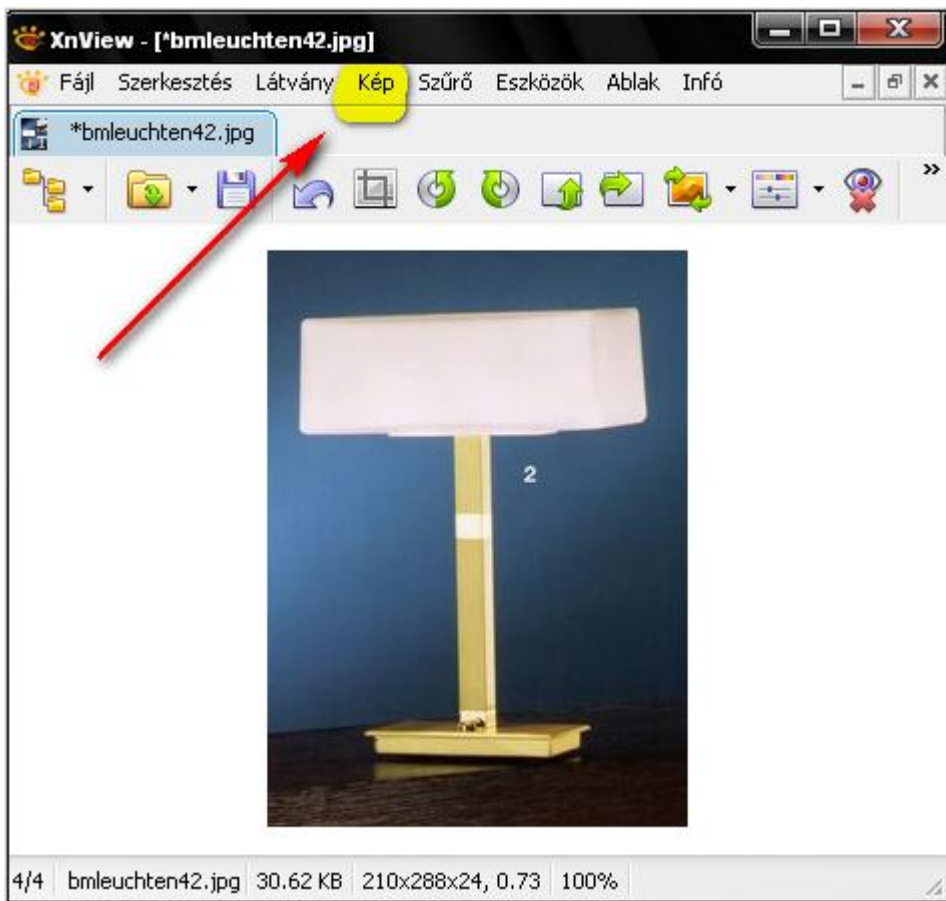 XnView - [*bmleuchten42.jpg]
Fájl Szerkesztés Látvány Kép Szűrő Eszközök Ablak Infó
*bmleuchten42.jpg
2
4/4 bmleuchten42.jpg 30.62 KB 210x288x24, 0.73 100%